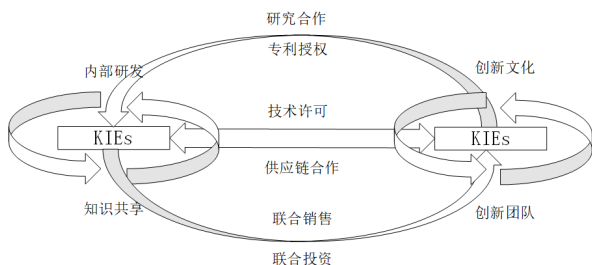 研究合作
专利授权
内部研发
创新文化
技术许可
KIEs
KIEs
供应链合作
知识共享
创新团队
联合销售
联合投资